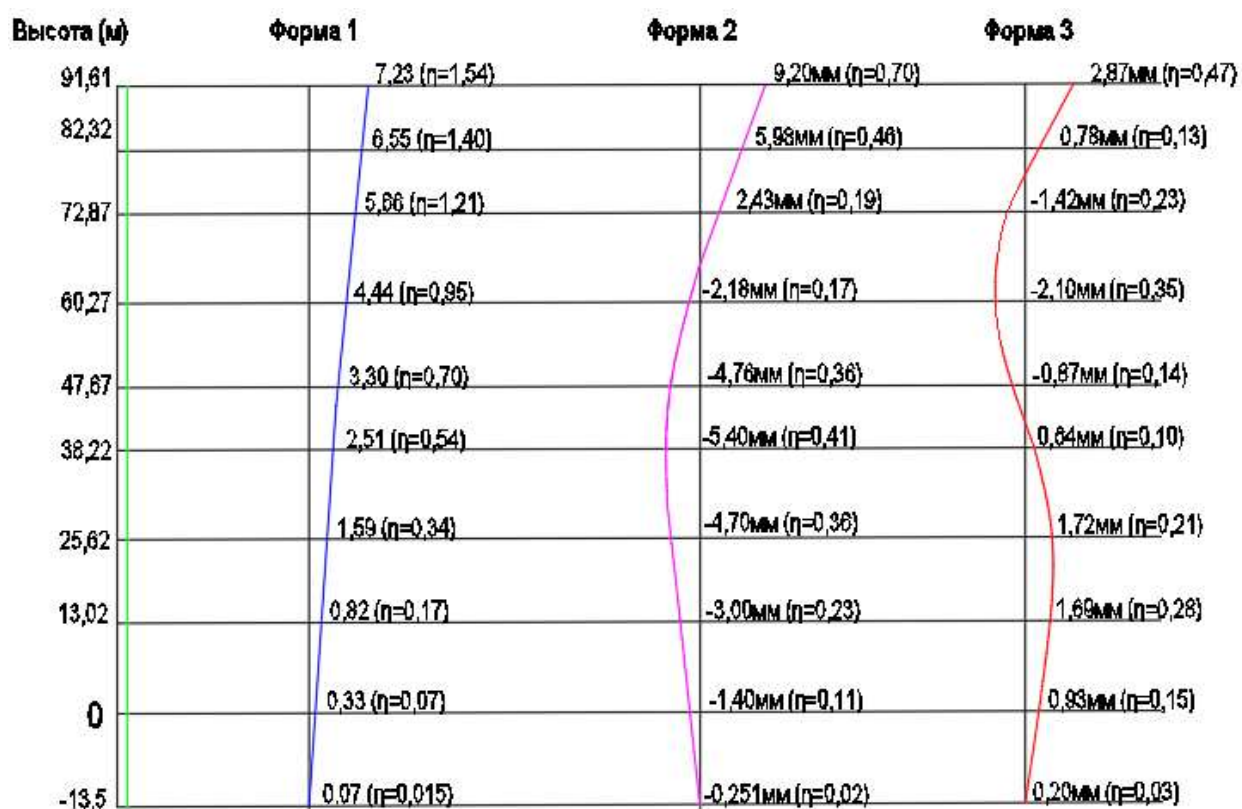 Высота (м) Форма 1 Форма 2 Форма 3
91,61 7,23 (η=1,54) 9,20мм (η=0,70) 2,87мм (η=0,47)
82,32 6,55 (η=1,40) 5,98мм (η=0,46) 0,78мм (η=0,13)
72,87 5,66 (η=1,21) 2,43мм (η=0,19) -1,42мм (η=0,23)
60,27 4,44 (η=0,95) -2,18мм (η=0,17) -2,10мм (η=0,35)
47,67 3,30 (η=0,70) -4,76мм (η=0,36) -0,87мм (η=0,14)
38,22 2,51 (η=0,54) -5,40мм (η=0,41) 0,64мм (η=0,10)
25,62 1,59 (η=0,34) -4,70мм (η=0,36) 1,72мм (η=0,21)
13,02 0,82 (η=0,17) -3,00мм (η=0,23) 1,69мм (η=0,28)
0 0,33 (η=0,07) -1,40мм (η=0,11) 0,93мм (η=0,15)
-13,5 0,07 (η=0,015) -0,251мм (η=0,02) 0,20мм (η=0,03)